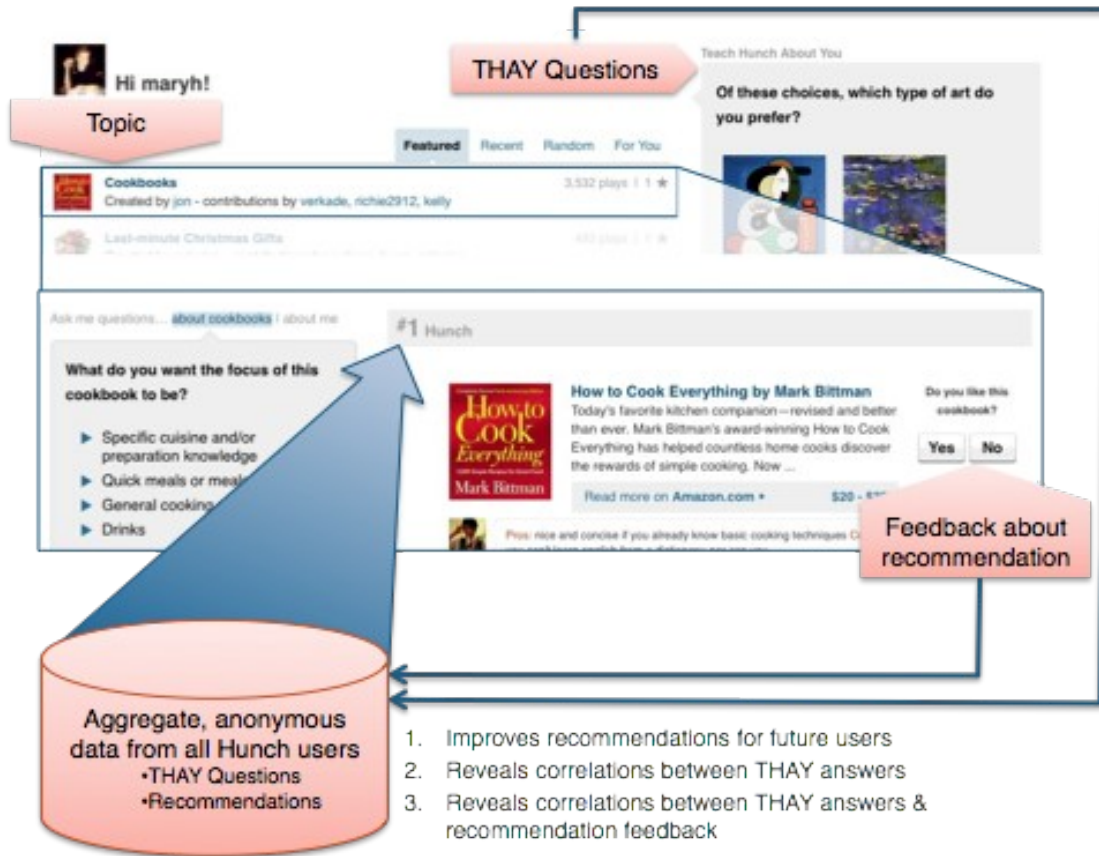 Hi maryh!
Topic
THAY Questions
Teach Hunch About You
Of these choices, which type of art do
you prefer?
Featured Recent Random For You
Cookbooks
3,532 plays | 1 ★
Created by jon - contributions by verkade, richie2912, kelly
Last-minute Christmas Gifts
Ask me questions... about cookbooks | about me
What do you want the focus of this
cookbook to be?
▶ Specific cuisine and/or
preparation knowledge
▶ Quick meals or
▶ General cooking
▶ Drinks
#1 Hunch
How to
Cook
Everything
Mark Bittman
How to Cook Everything by Mark Bittman
Today's favorite kitchen companion—revised and better
than ever. Mark Bittman's award-winning How to Cook
Everything has helped countless home cooks discover
the rewards of simple cooking. Now ...
Read more on Amazon.com • $20 -
Do you like this
cookbook?
Yes No
Pros: nice and concise if you already know basic cooking techniques
Feedback about
recommendation
Aggregate, anonymous
data from all Hunch users
•THAY Questions
•Recommendations
1. Improves recommendations for future users
2. Reveals correlations between THAY answers
3. Reveals correlations between THAY answers &
recommendation feedback